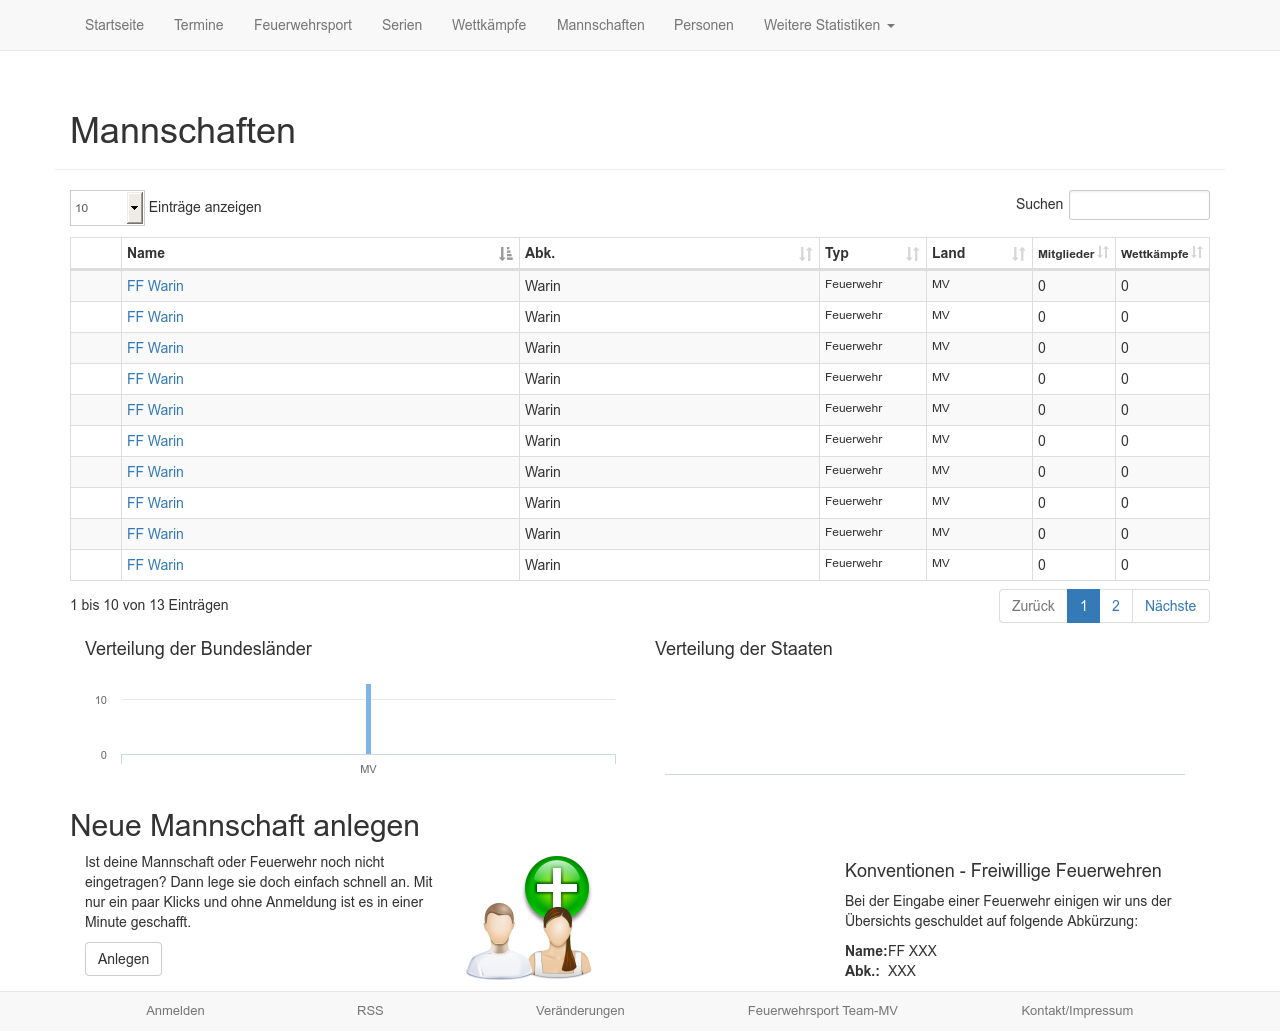 Startseite Termine Feuerwehrsport Serien Wettkämpfe Mannschaften Personen Weitere Statistiken
Mannschaften
10 Einträge anzeigen Suchen
Name Abk. Typ Land Mitglieder Wettkämpfe
FF Warin Warin Feuerwehr MV 0 0
FF Warin Warin Feuerwehr MV 0 0
FF Warin Warin Feuerwehr MV 0 0
FF Warin Warin Feuerwehr MV 0 0
FF Warin Warin Feuerwehr MV 0 0
FF Warin Warin Feuerwehr MV 0 0
FF Warin Warin Feuerwehr MV 0 0
FF Warin Warin Feuerwehr MV 0 0
FF Warin Warin Feuerwehr MV 0 0
FF Warin Warin Feuerwehr MV 0 0
1 bis 10 von 13 Einträgen Zurück 1 2 Nächste
Verteilung der Bundesländer
10
0
MV
Verteilung der Staaten
Neue Mannschaft anlegen
Ist deine Mannschaft oder Feuerwehr noch nicht
eingetragen? Dann lege sie doch einfach schnell an. Mit
nur ein paar Klicks und ohne Anmeldung ist es in einer
Minute geschafft.
Anlegen
Konventionen - Freiwillige Feuerwehren
Bei der Eingabe einer Feuerwehr einigen wir uns der
Übersichts geschuldet auf folgende Abkürzung:
Name: FF XXX
Abk.: XXX
Anmelden RSS Veränderungen Feuerwehrsport Team-MV Kontakt/Impressum